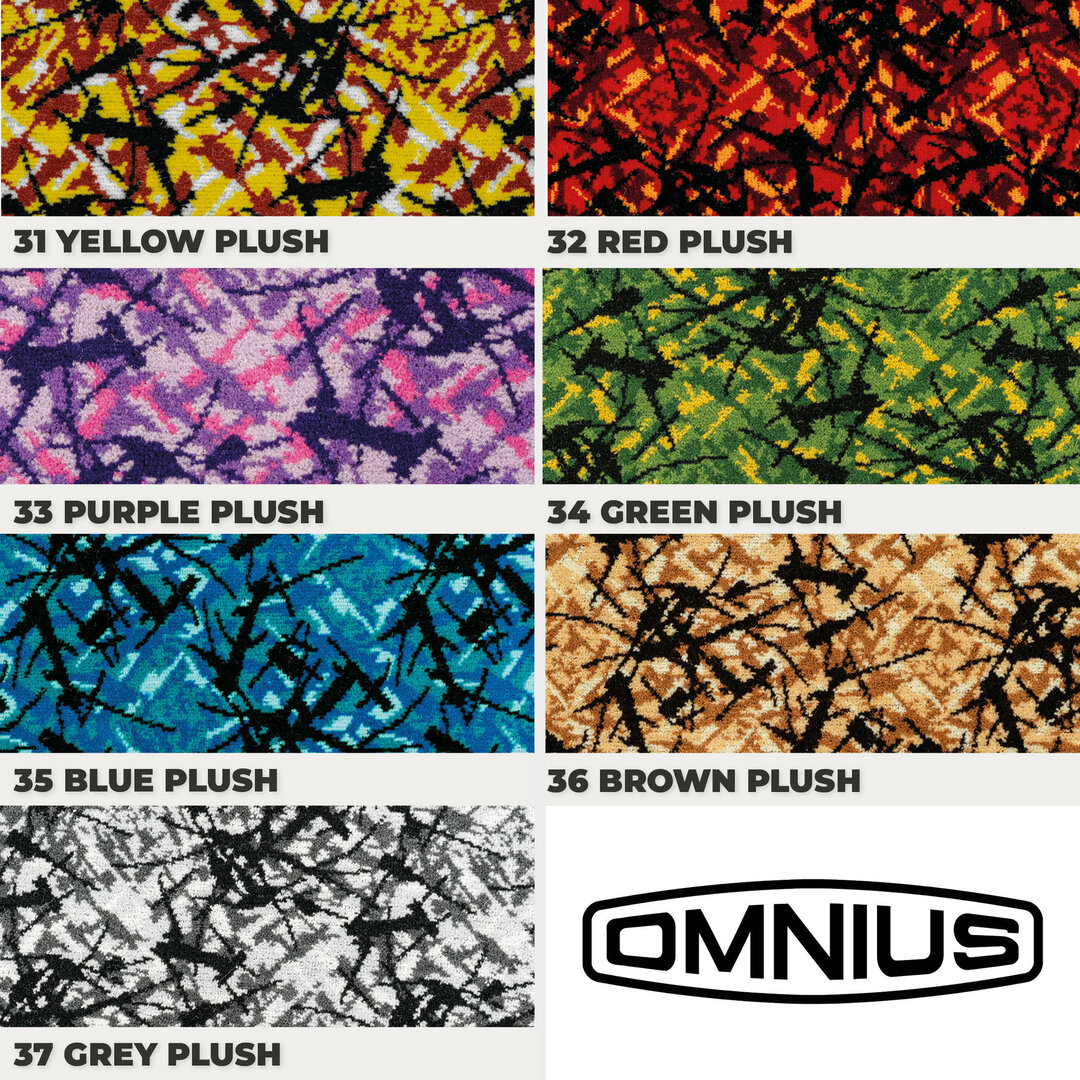 31 YELLOW PLUSH
32 RED PLUSH
33 PURPLE PLUSH
34 GREEN PLUSH
35 BLUE PLUSH
36 BROWN PLUSH
37 GREY PLUSH
OMNIUS